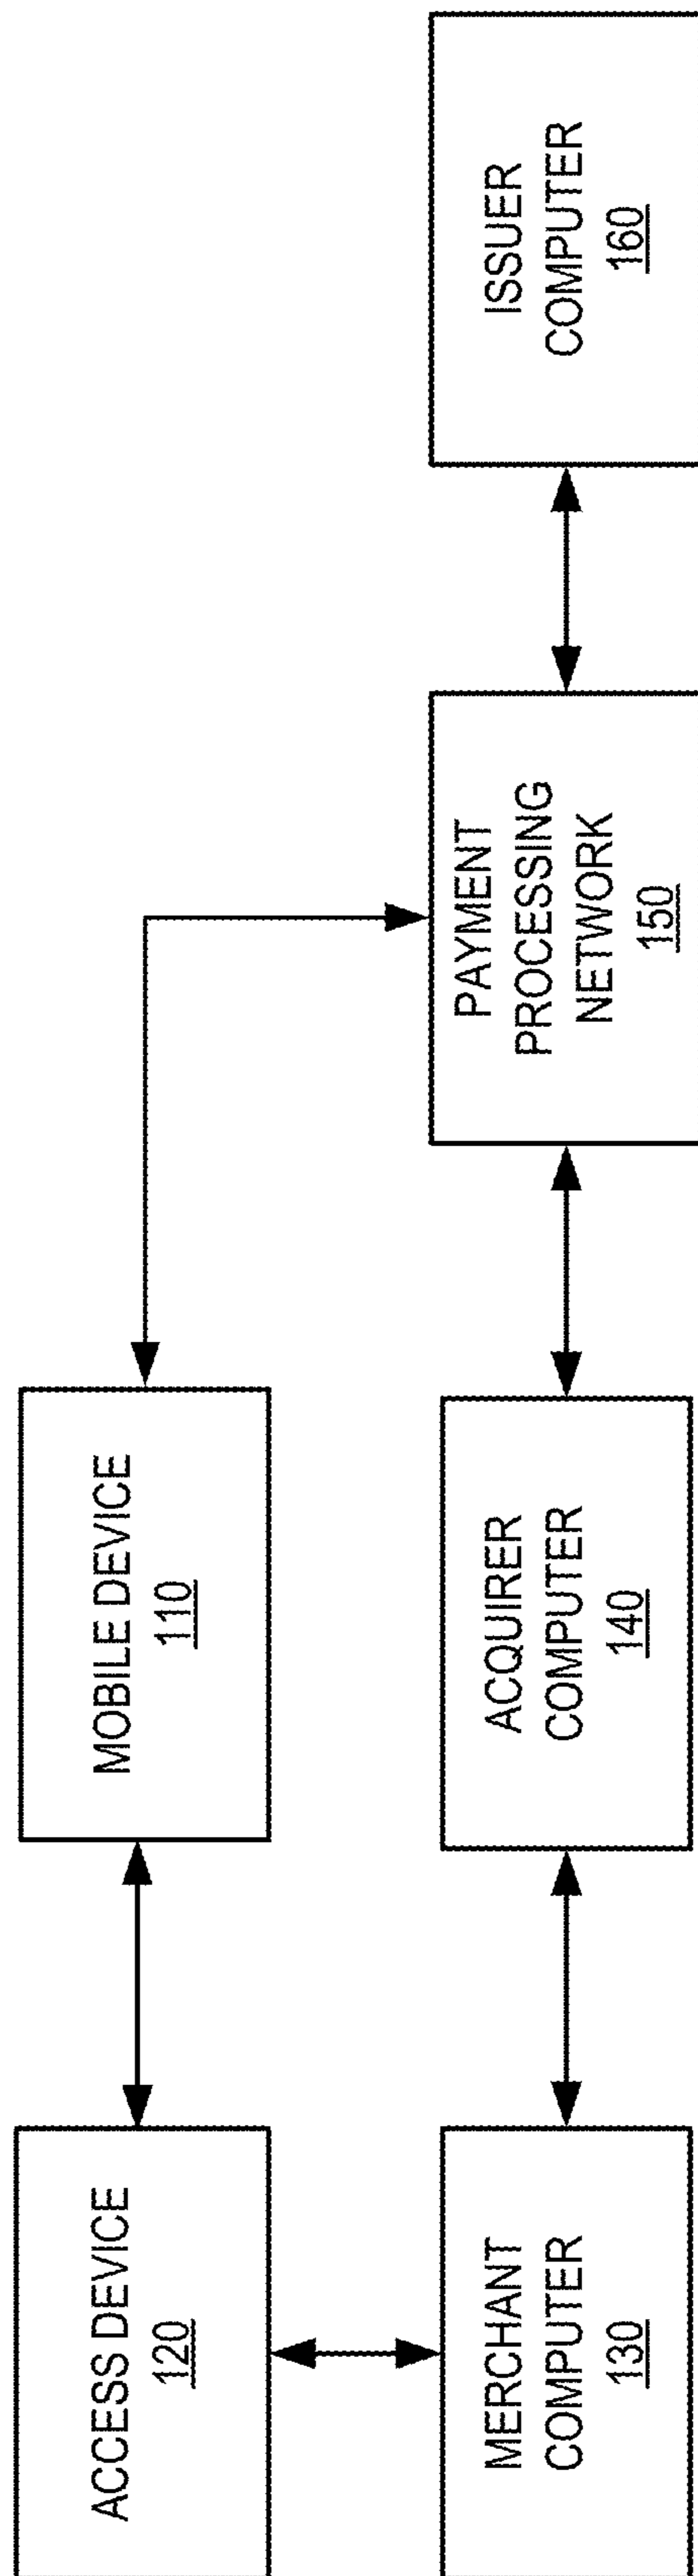 ACCESS DEVICE
120
MOBILE DEVICE
110
MERCHANT
COMPUTER
130
ACQUIRER
COMPUTER
140
PAYMENT
PROCESSING
NETWORK
150
ISSUER
COMPUTER
160